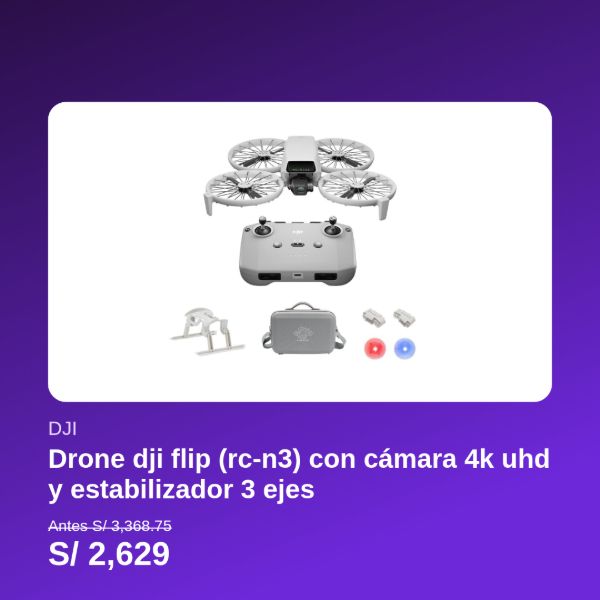 DJI
Drone dji flip (rc-n3) con cámara 4k uhd
y estabilizador 3 ejes
Antes S/ 3,368.75
S/ 2,629